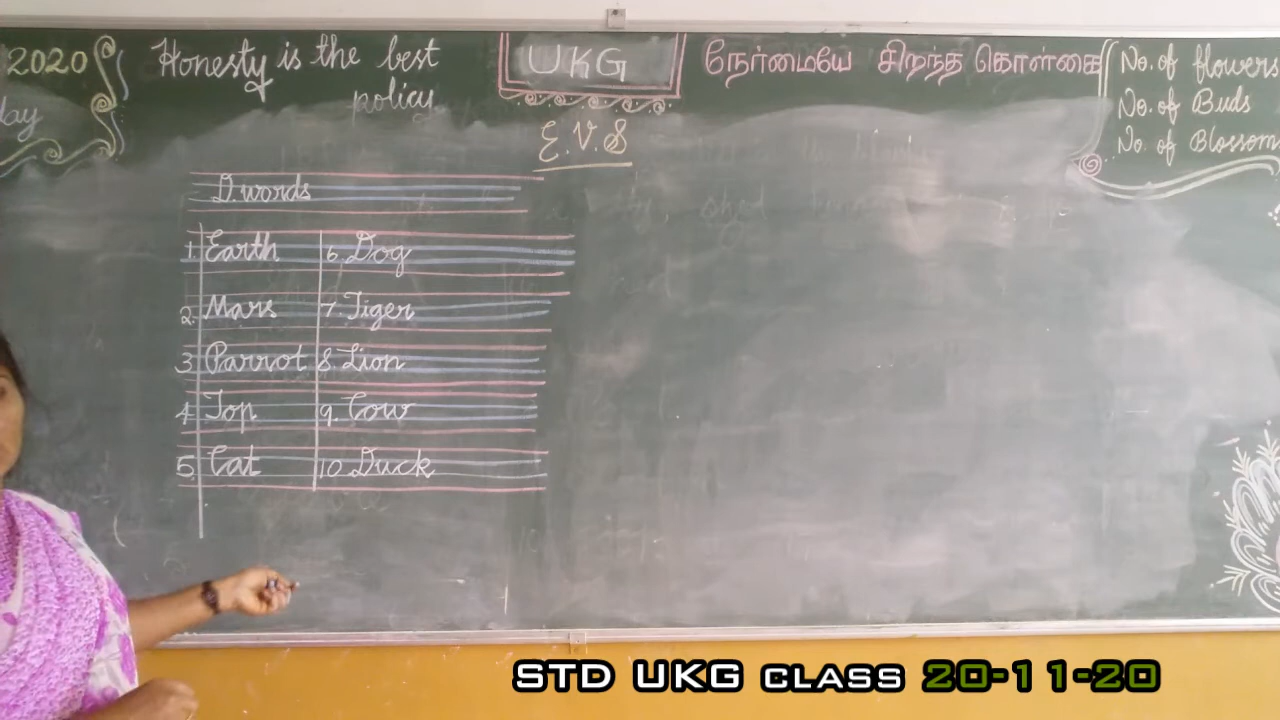 2020
day
Honesty is the best
policy
UKG
நேர்மையே சிறந்த கொள்கை
No. of flowers
No. of Buds
No. of Blossoms
E.V.S
D.words
1. Earth 6. Dog
2. Mars 7. Tiger
3. Parrot 8. Lion
4. Top 9. Cow
5. Cat 10. Duck
STD UKG CLASS 20-11-20